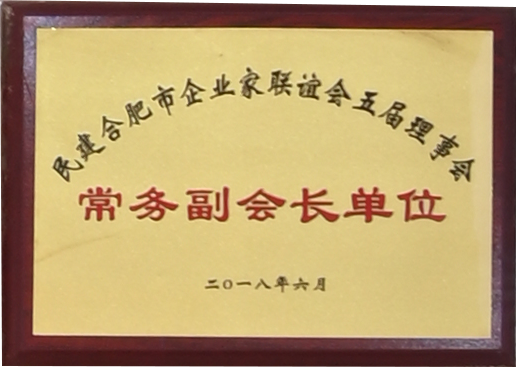 民建合肥市企业家联谊会五届理事会
常务副会长单位
二〇一八年六月